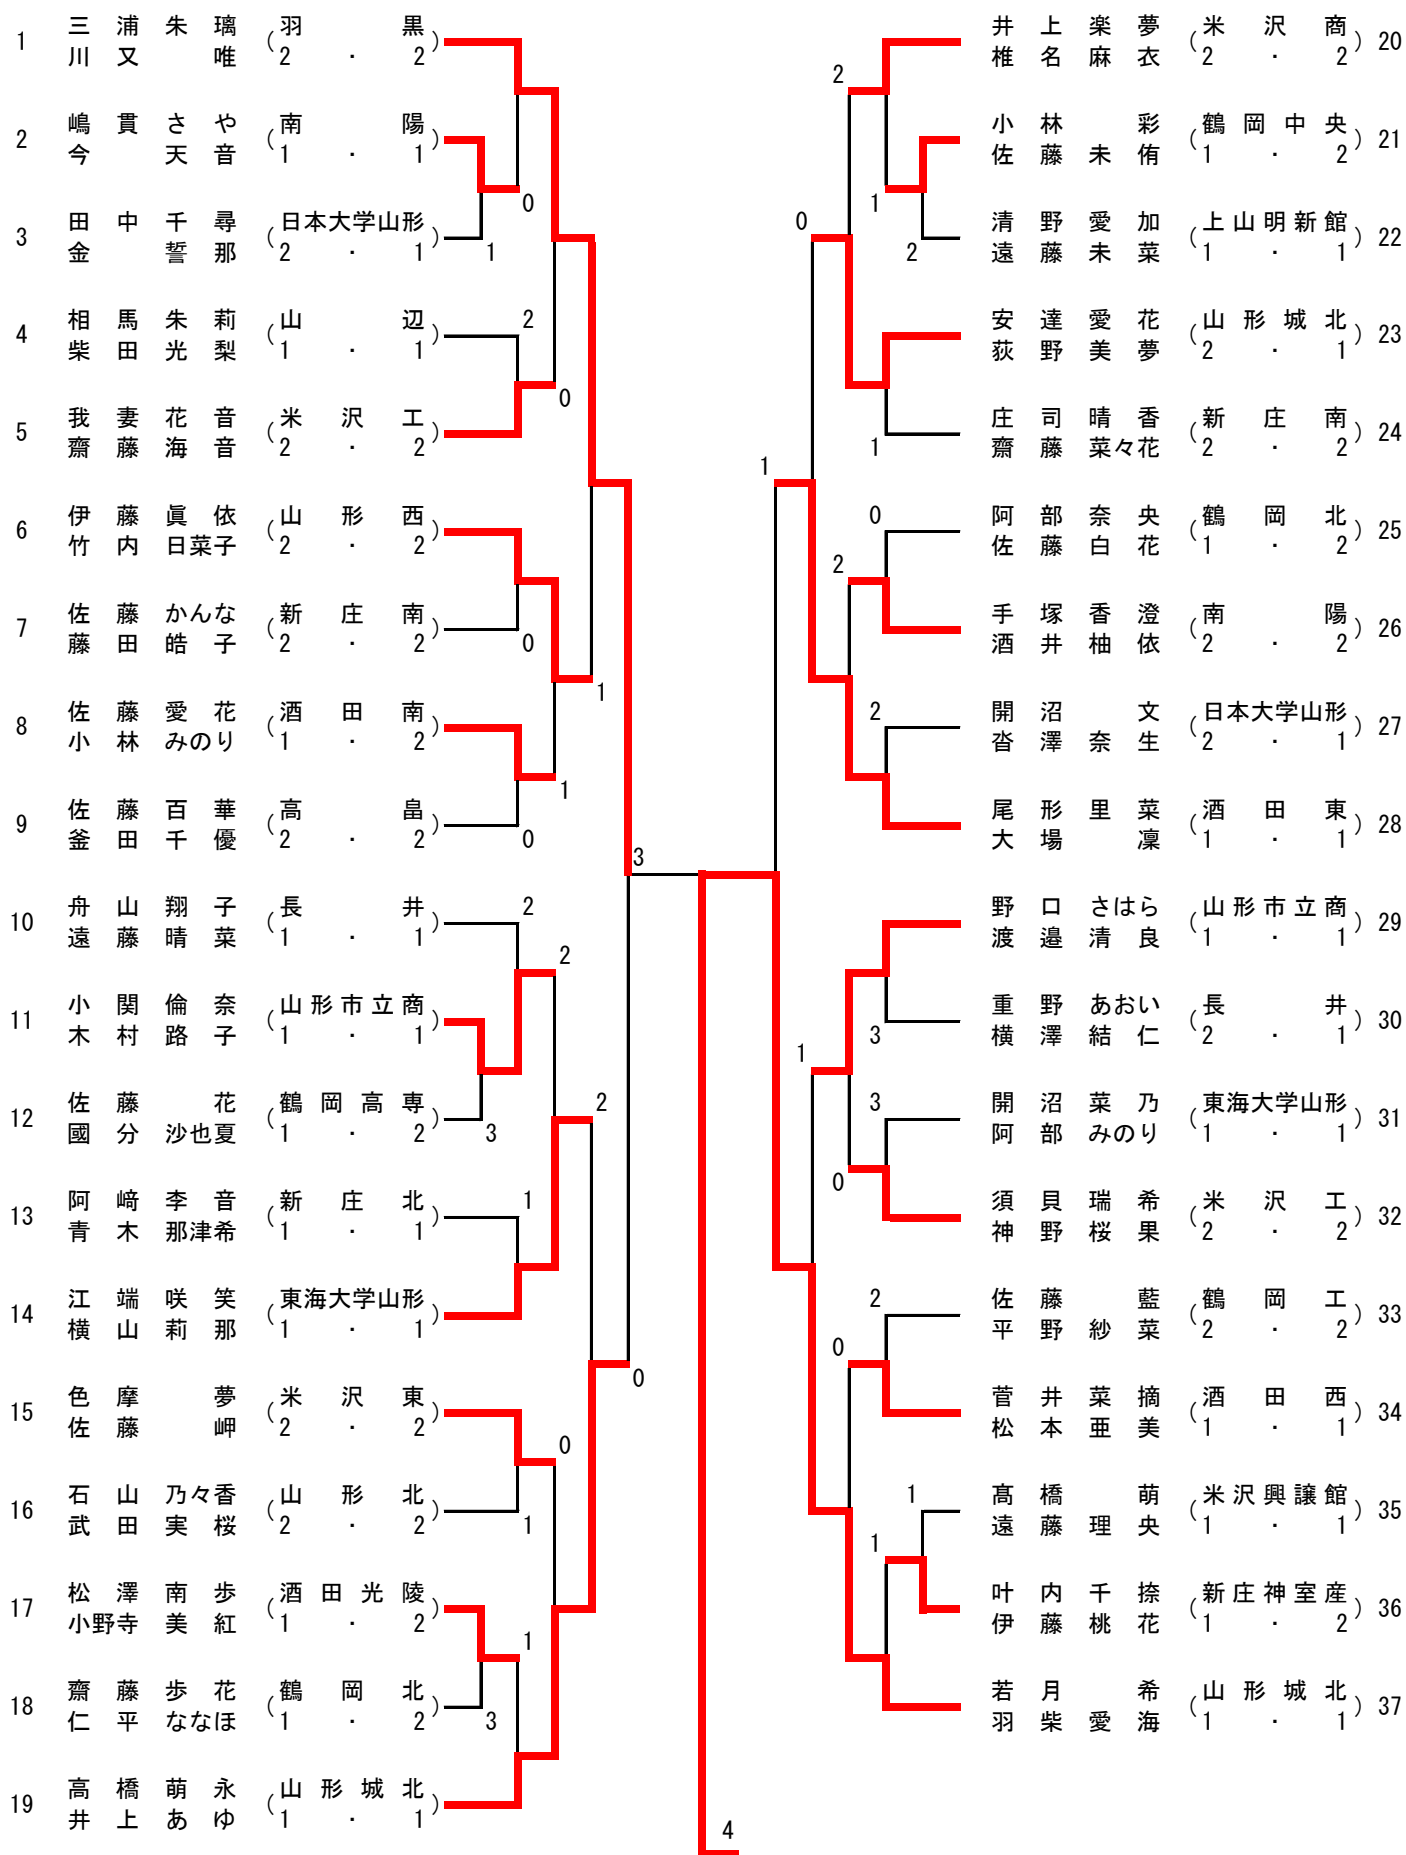 1 三浦朱璃 (羽黒)
川又唯 2・2
2 嶋貫さや (南陽)
今天音 1・1
3 田中千尋 (日本大学山形)
金誓那 2・1
4 相馬朱莉 (山辺)
柴田光梨 1・1
5 我妻花音 (米沢工)
齋藤海音 2・2
6 伊藤眞依 (山形西)
竹内日菜子 2・2
7 佐藤かんな (新庄南)
藤田皓子 2・2
8 佐藤愛花 (酒田南)
小林みのり 1・2
9 佐藤百華 (高畠)
釜田千優 2・2
10 舟山翔子 (長井)
遠藤晴菜 1・1
11 小関倫奈 (山形市立商)
木村路子 1・1
12 佐藤花 (鶴岡高専)
國分沙也夏 1・2
13 阿﨑李音 (新庄北)
青木那津希 1・1
14 江端咲笑 (東海大学山形)
横山莉那 1・1
15 色摩夢 (米沢東)
佐藤岬 2・2
16 石山乃々香 (山形北)
武田実桜 2・2
17 松澤南歩 (酒田光陵)
小野寺美紅 1・2
18 齋藤歩花 (鶴岡北)
仁平ななほ 1・2
19 高橋萌永 (山形城北)
井上あゆ 1・1
0
1
2
0
0
1
1
0
2
2
3
2
1
0
1
1
3
3
0
4
井上楽夢 (米沢商) 20
椎名麻衣 2・2
小林彩 (鶴岡中央) 21
佐藤未侑 1・2
清野愛加 (上山明新館) 22
遠藤未菜 1・1
安達愛花 (山形城北) 23
荻野美夢 2・1
庄司晴香 (新庄南) 24
齋藤菜々花 2・2
阿部奈央 (鶴岡北) 25
佐藤白花 1・2
手塚香澄 (南陽) 26
酒井柚依 2・2
開沼文 (日本大学山形) 27
沓澤奈生 2・1
尾形里菜 (酒田東) 28
大場凜 1・1
野口さはら (山形市立商) 29
渡邉清良 1・1
重野あおい (長井) 30
横澤結仁 2・1
開沼菜乃 (東海大学山形) 31
阿部みのり 1・1
須貝瑞希 (米沢工) 32
神野桜果 2・2
佐藤藍 (鶴岡工) 33
平野紗菜 2・2
菅井菜摘 (酒田西) 34
松本亜美 1・1
髙橋萌 (米沢興譲館) 35
遠藤理央 1・1
叶内千捺 (新庄神室産) 36
伊藤桃花 1・2
若月希 (山形城北) 37
羽柴愛海 1・1
2
1
2
0
1
1
0
2
2
3
1
3
0
2
0
1
1